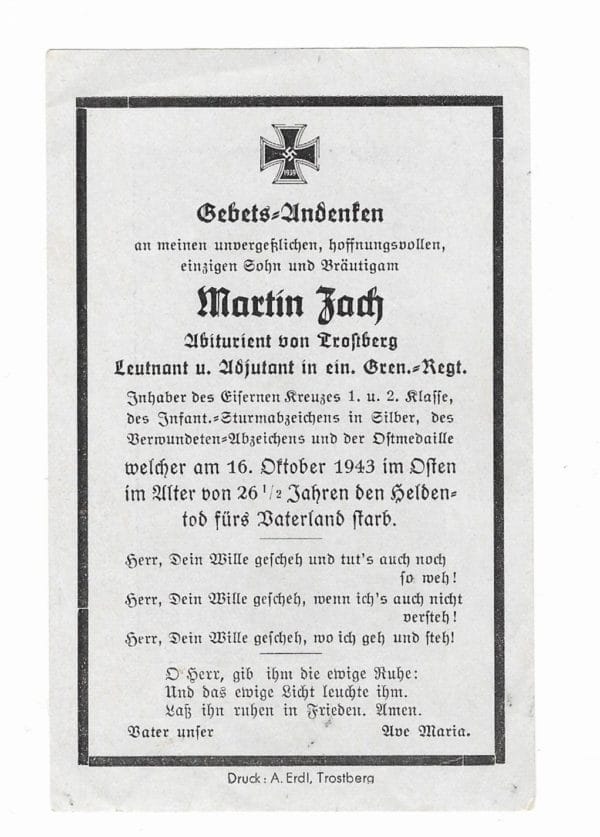 1939
Gebets-Andenken
an meinen unvergeßlichen, hoffnungsvollen,
einzigen Sohn und Bräutigam
Martin Zach
Abiturient von Trostberg
Leutnant u. Adjutant in ein. Gren.-Regt.
Inhaber des Eisernen Kreuzes 1. u. 2. Klasse,
des Infant.-Sturmabzeichens in Silber, des
Verwundeten-Abzeichens und der Ostmedaille
welcher am 16. Oktober 1943 im Osten
im Alter von 26 1/2 Jahren den Helden-
tod fürs Vaterland starb.
Herr, Dein Wille gescheh und tut's auch noch
so weh!
Herr, Dein Wille gescheh, wenn ich's auch nicht
versteh!
Herr, Dein Wille gescheh, wo ich geh und steh!
O Herr, gib ihm die ewige Ruhe:
Und das ewige Licht leuchte ihm.
Laß ihn ruhen in Frieden. Amen.
Vater unser Ave Maria.
Druck: A. Erdl, Trostberg